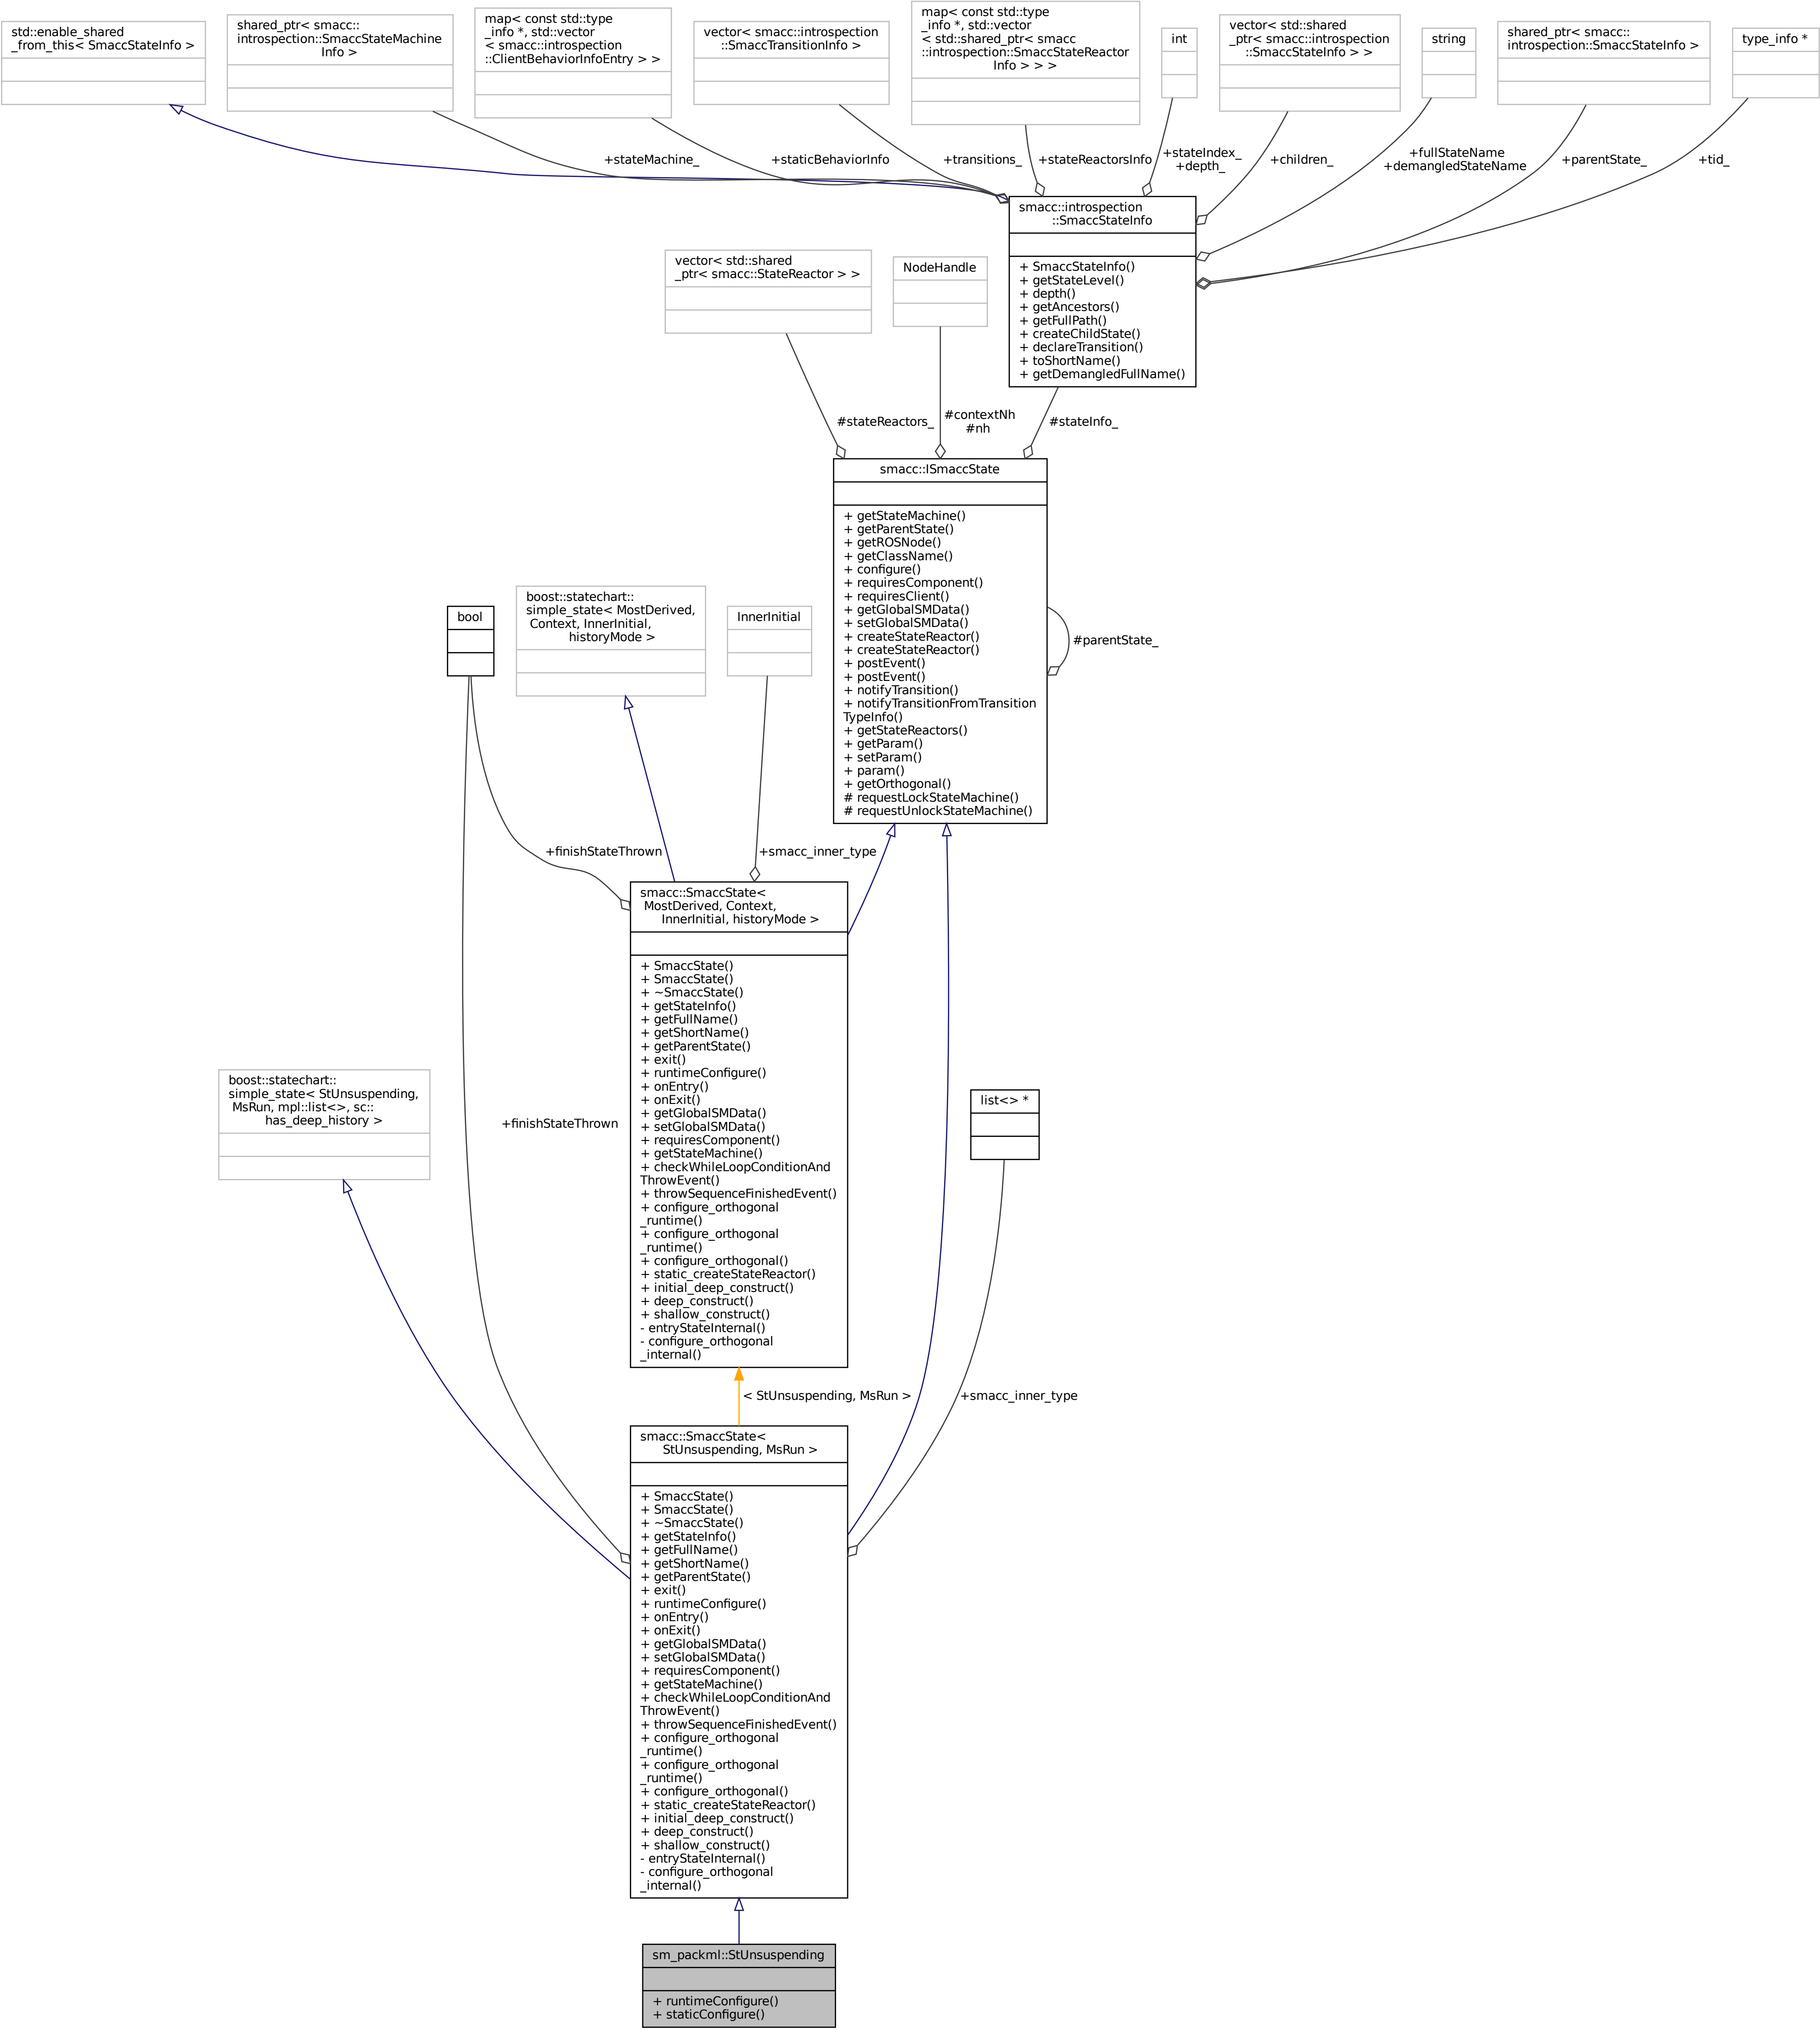 std::enable_shared
_from_this< SmaccStateInfo >
shared_ptr< smacc::
introspection::SmaccStateMachine
Info >
map< const std::type
_info *, std::vector
< smacc::introspection
::ClientBehaviorInfoEntry > >
vector< smacc::introspection
::SmaccTransitionInfo >
map< const std::type
_info *, std::vector
< std::shared_ptr< smacc
::introspection::SmaccStateReactor
Info > > >
int
vector< std::shared
_ptr< smacc::introspection
::SmaccStateInfo > >
string
shared_ptr< smacc::
introspection::SmaccStateInfo >
type_info *
+stateMachine_
+staticBehaviorInfo
+transitions_
+stateReactorsInfo
+stateIndex_
+depth_
+children_
+fullStateName
+demangledStateName
+parentState_
+tid_
smacc::introspection
::SmaccStateInfo
+ SmaccStateInfo()
+ getStateLevel()
+ depth()
+ getAncestors()
+ getFullPath()
+ createChildState()
+ declareTransition()
+ toShortName()
+ getDemangledFullName()
vector< std::shared
_ptr< smacc::StateReactor > >
NodeHandle
#stateReactors_
#contextNh
#nh
#stateInfo_
smacc::ISmaccState
+ getStateMachine()
+ getParentState()
+ getROSNode()
+ getClassName()
+ configure()
+ requiresComponent()
+ requiresClient()
+ getGlobalSMData()
+ setGlobalSMData()
+ createStateReactor()
+ createStateReactor()
+ postEvent()
+ postEvent()
+ notifyTransition()
+ notifyTransitionFromTransition
TypeInfo()
+ getStateReactors()
+ getParam()
+ setParam()
+ param()
+ getOrthogonal()
# requestLockStateMachine()
# requestUnlockStateMachine()
#parentState_
bool
boost::statechart::
simple_state< MostDerived,
Context, InnerInitial,
historyMode >
InnerInitial
+finishStateThrown
+smacc_inner_type
smacc::SmaccState<
MostDerived, Context,
InnerInitial, historyMode >
+ SmaccState()
+ SmaccState()
+ ~SmaccState()
+ getStateInfo()
+ getFullName()
+ getShortName()
+ getParentState()
+ exit()
+ runtimeConfigure()
+ onEntry()
+ onExit()
+ getGlobalSMData()
+ setGlobalSMData()
+ requiresComponent()
+ getStateMachine()
+ checkWhileLoopConditionAnd
ThrowEvent()
+ throwSequenceFinishedEvent()
+ configure_orthogonal
_runtime()
+ configure_orthogonal
_runtime()
+ configure_orthogonal()
+ static_createStateReactor()
+ initial_deep_construct()
+ deep_construct()
+ shallow_construct()
- entryStateInternal()
- configure_orthogonal
_internal()
boost::statechart::
simple_state< StUnsuspending,
MsRun, mpl::list<>, sc::
has_deep_history >
+finishStateThrown
list<> *
< StUnsuspending, MsRun >
+smacc_inner_type
smacc::SmaccState<
StUnsuspending, MsRun >
+ SmaccState()
+ SmaccState()
+ ~SmaccState()
+ getStateInfo()
+ getFullName()
+ getShortName()
+ getParentState()
+ exit()
+ runtimeConfigure()
+ onEntry()
+ onExit()
+ getGlobalSMData()
+ setGlobalSMData()
+ requiresComponent()
+ getStateMachine()
+ checkWhileLoopConditionAnd
ThrowEvent()
+ throwSequenceFinishedEvent()
+ configure_orthogonal
_runtime()
+ configure_orthogonal
_runtime()
+ configure_orthogonal()
+ static_createStateReactor()
+ initial_deep_construct()
+ deep_construct()
+ shallow_construct()
- entryStateInternal()
- configure_orthogonal
_internal()
sm_packml::StUnsuspending
+ runtimeConfigure()
+ staticConfigure()